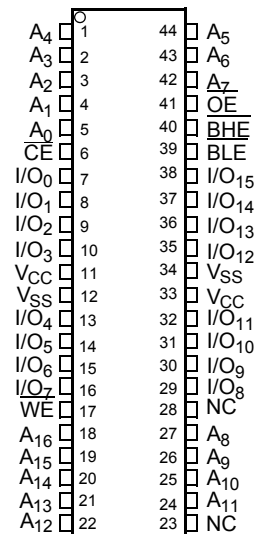 A4 1 44 A5
A3 2 43 A6
A2 3 42 A7
A1 4 41 OE
A0 5 40 BHE
CE 6 39 BLE
I/O0 7 38 I/O15
I/O1 8 37 I/O14
I/O2 9 36 I/O13
I/O3 10 35 I/O12
VCC 11 34 VSS
VSS 12 33 VCC
I/O4 13 32 I/O11
I/O5 14 31 I/O10
I/O6 15 30 I/O9
I/O7 16 29 I/O8
WE 17 28 NC
A16 18 27 A8
A15 19 26 A9
A14 20 25 A10
A13 21 24 A11
A12 22 23 NC